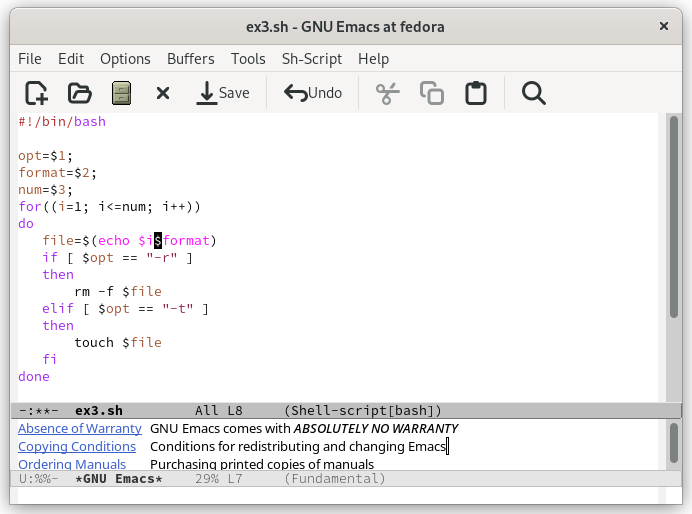 ex3.sh - GNU Emacs at fedora ×
File Edit Options Buffers Tools Sh-Script Help
Save Undo
#!/bin/bash
opt=$1;
format=$2;
num=$3;
for((i=1; i<=num; i++))
do
   file=$(echo $i$format)
   if [ $opt == "-r" ]
   then
       rm -f $file
   elif [ $opt == "-t" ]
   then
       touch $file
   fi
done
-:**-  ex3.sh         All L8     (Shell-script[bash])
Absence of Warranty   GNU Emacs comes with ABSOLUTELY NO WARRANTY
Copying Conditions   Conditions for redistributing and changing Emacs
Ordering Manuals   Purchasing printed copies of manuals
U:%%-  *GNU Emacs*    29% L7     (Fundamental)